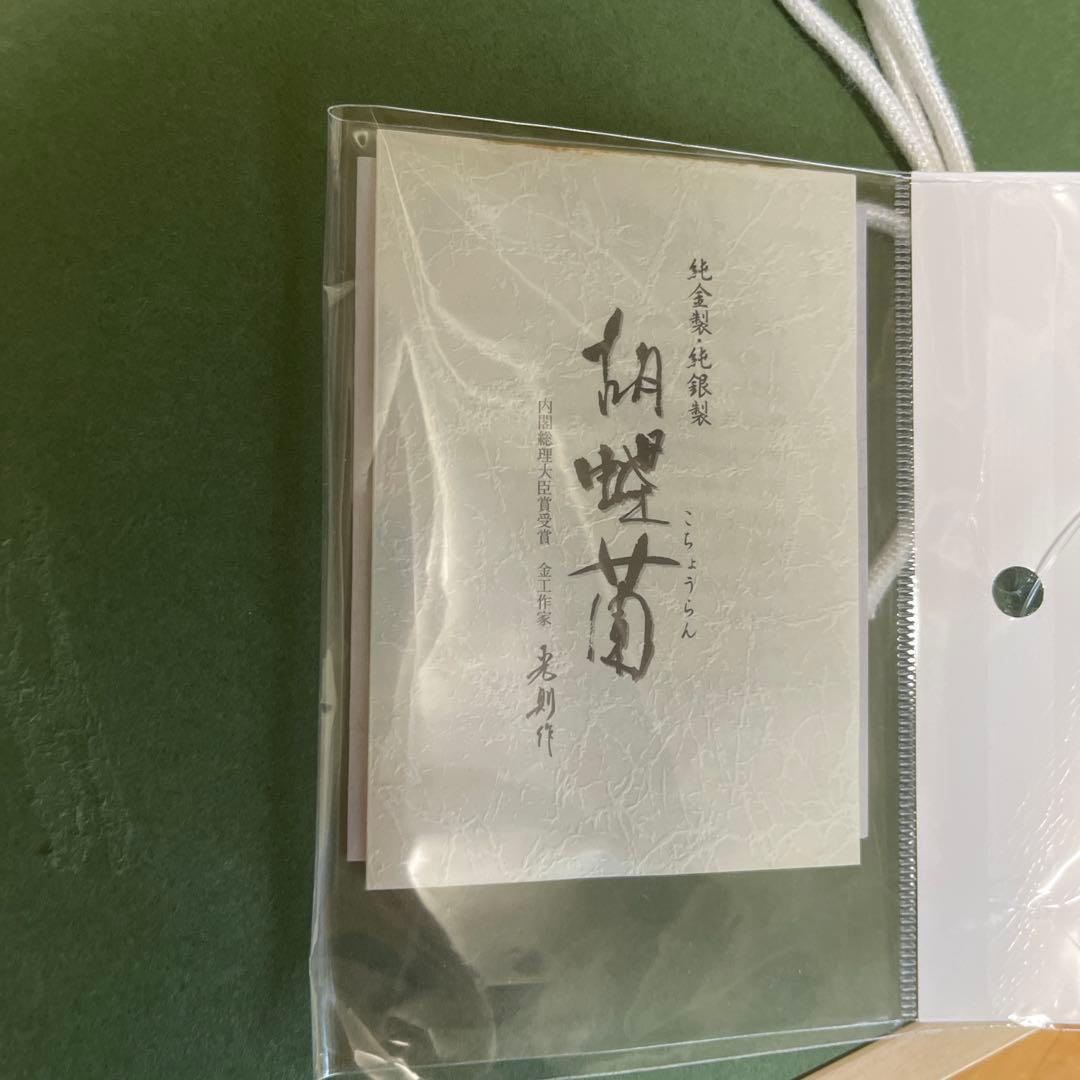 純金製・純銀製
胡蝶蘭
こちょうらん
内閣総理大臣賞受賞 金工作家 光則作